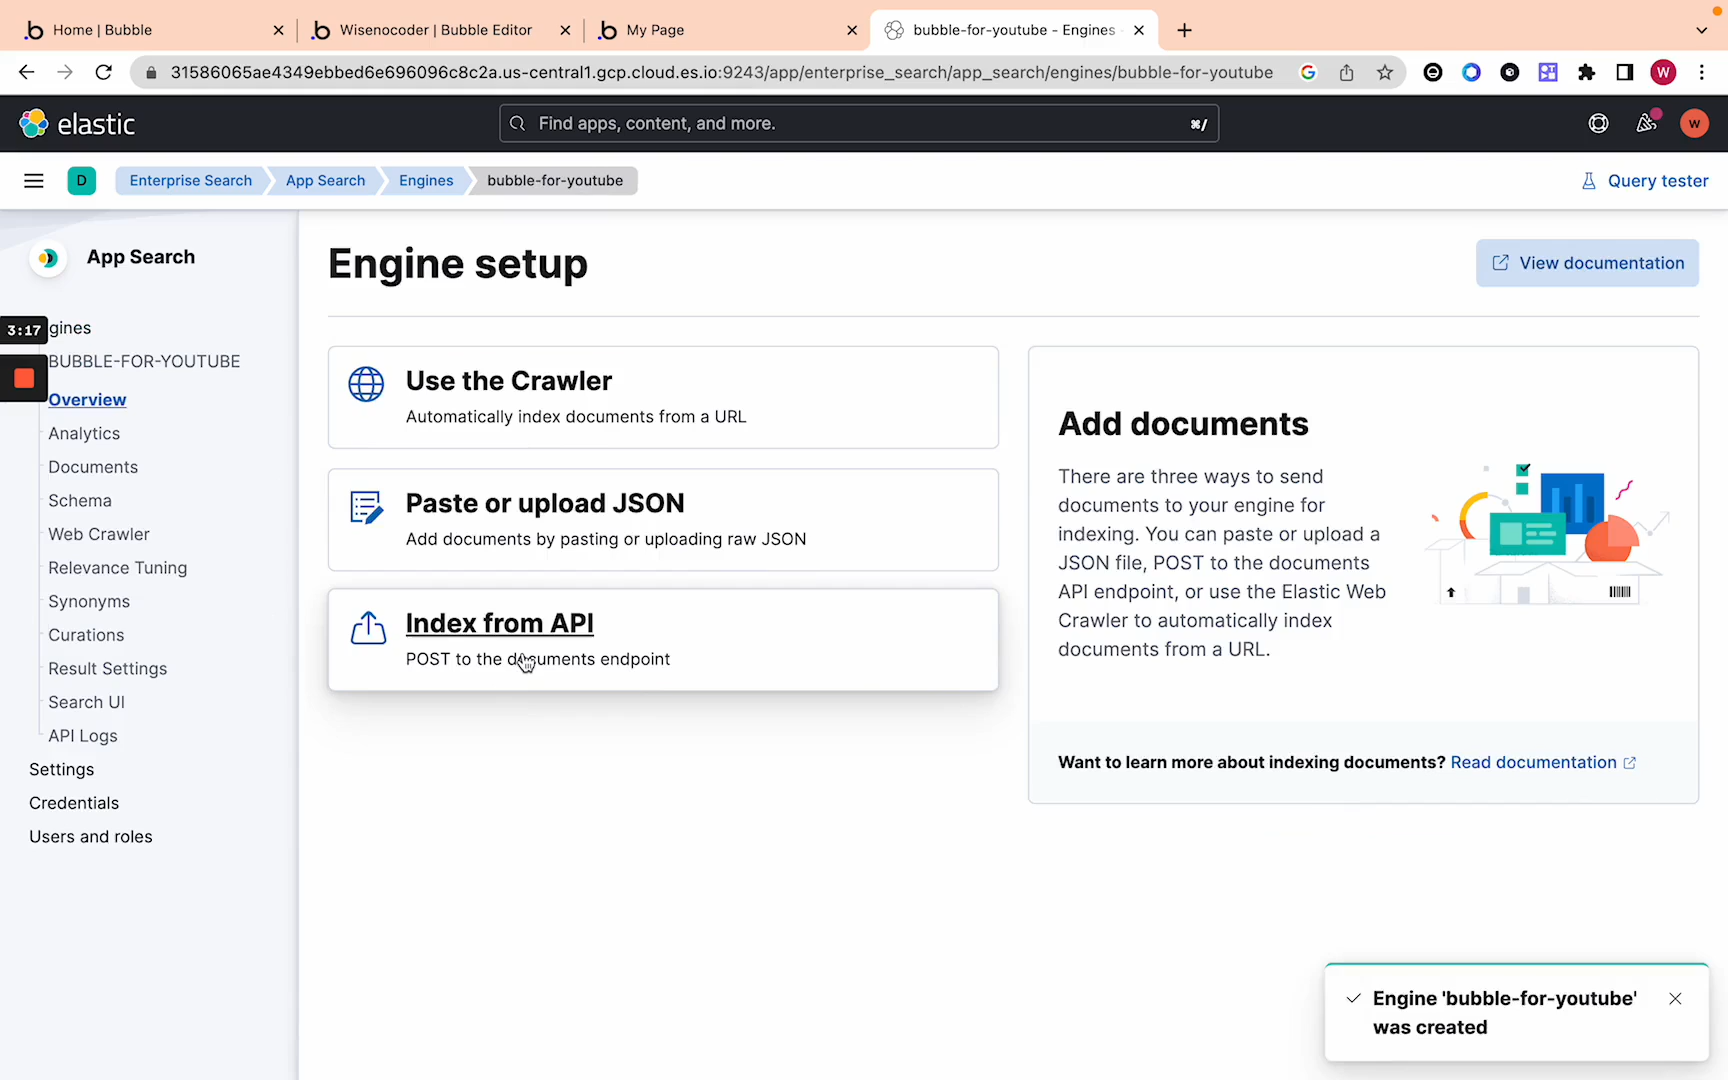 Home | Bubble
Wisenocoder | Bubble Editor
My Page
bubble-for-youtube - Engines
31586065ae4349ebbed6e696096c8c2a.us-central1.gcp.cloud.es.io:9243/app/enterprise_search/app_search/engines/bubble-for-youtube
G
W
elastic
Find apps, content, and more.
⌘/
W
D
Enterprise Search
App Search
Engines
bubble-for-youtube
Query tester
App Search
3:17
gines
BUBBLE-FOR-YOUTUBE
Overview
Analytics
Documents
Schema
Web Crawler
Relevance Tuning
Synonyms
Curations
Result Settings
Search UI
API Logs
Settings
Credentials
Users and roles
Engine setup
View documentation
Use the Crawler
Automatically index documents from a URL
Paste or upload JSON
Add documents by pasting or uploading raw JSON
Index from API
POST to the documents endpoint
Add documents
There are three ways to send
documents to your engine for
indexing. You can paste or upload a
JSON file, POST to the documents
API endpoint, or use the Elastic Web
Crawler to automatically index
documents from a URL.
Want to learn more about indexing documents? Read documentation
Engine 'bubble-for-youtube'
was created